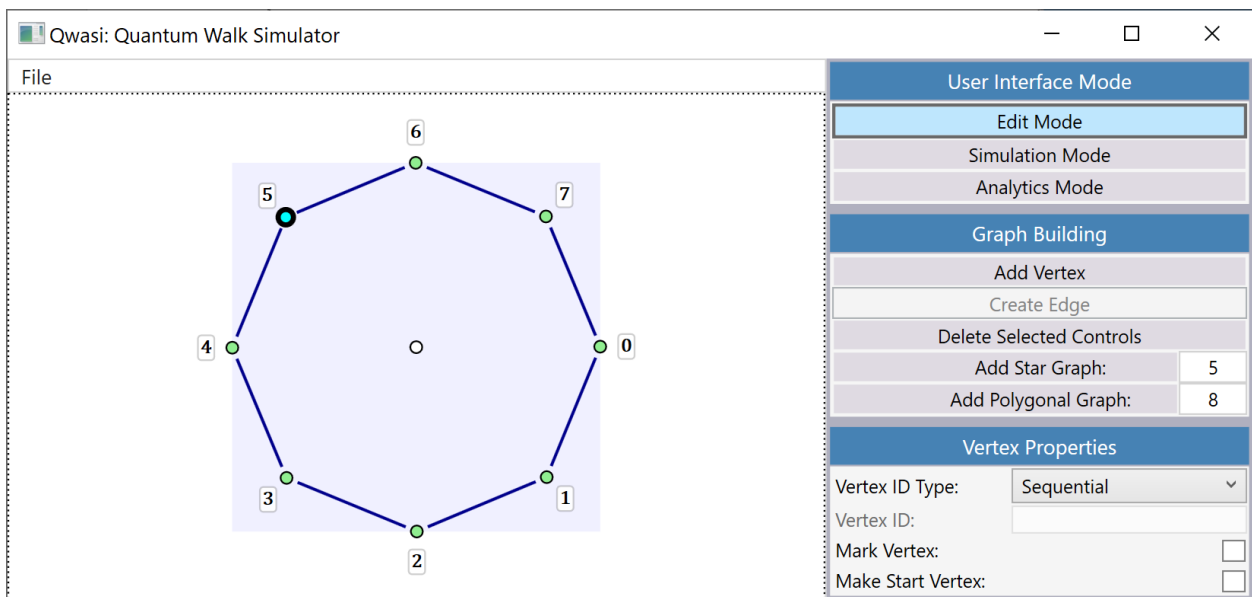 Qwasi: Quantum Walk Simulator
File
6
5
7
4
0
3
1
2
User Interface Mode
Edit Mode
Simulation Mode
Analytics Mode
Graph Building
Add Vertex
Create Edge
Delete Selected Controls
Add Star Graph: 5
Add Polygonal Graph: 8
Vertex Properties
Vertex ID Type: Sequential
Vertex ID:
Mark Vertex:
Make Start Vertex: